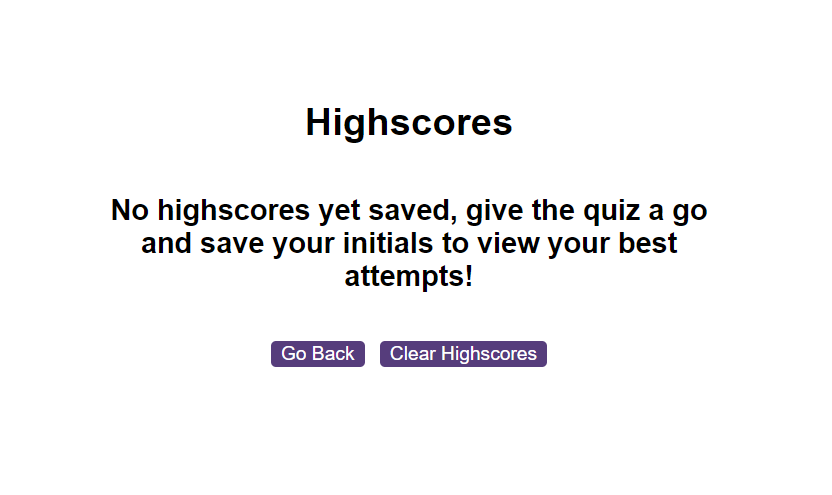 Highscores
No highscores yet saved, give the quiz a go
and save your initials to view your best
attempts!
Go Back Clear Highscores